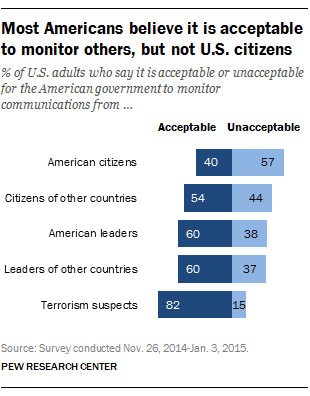 Most Americans believe it is acceptable
to monitor others, but not U.S. citizens
% of U.S. adults who say it is acceptable or unacceptable
for the American government to monitor
communications from ...
Acceptable Unacceptable
American citizens 40 57
Citizens of other countries 54 44
American leaders 60 38
Leaders of other countries 60 37
Terrorism suspects 82 15
Source: Survey conducted Nov. 26, 2014-Jan. 3, 2015.
PEW RESEARCH CENTER